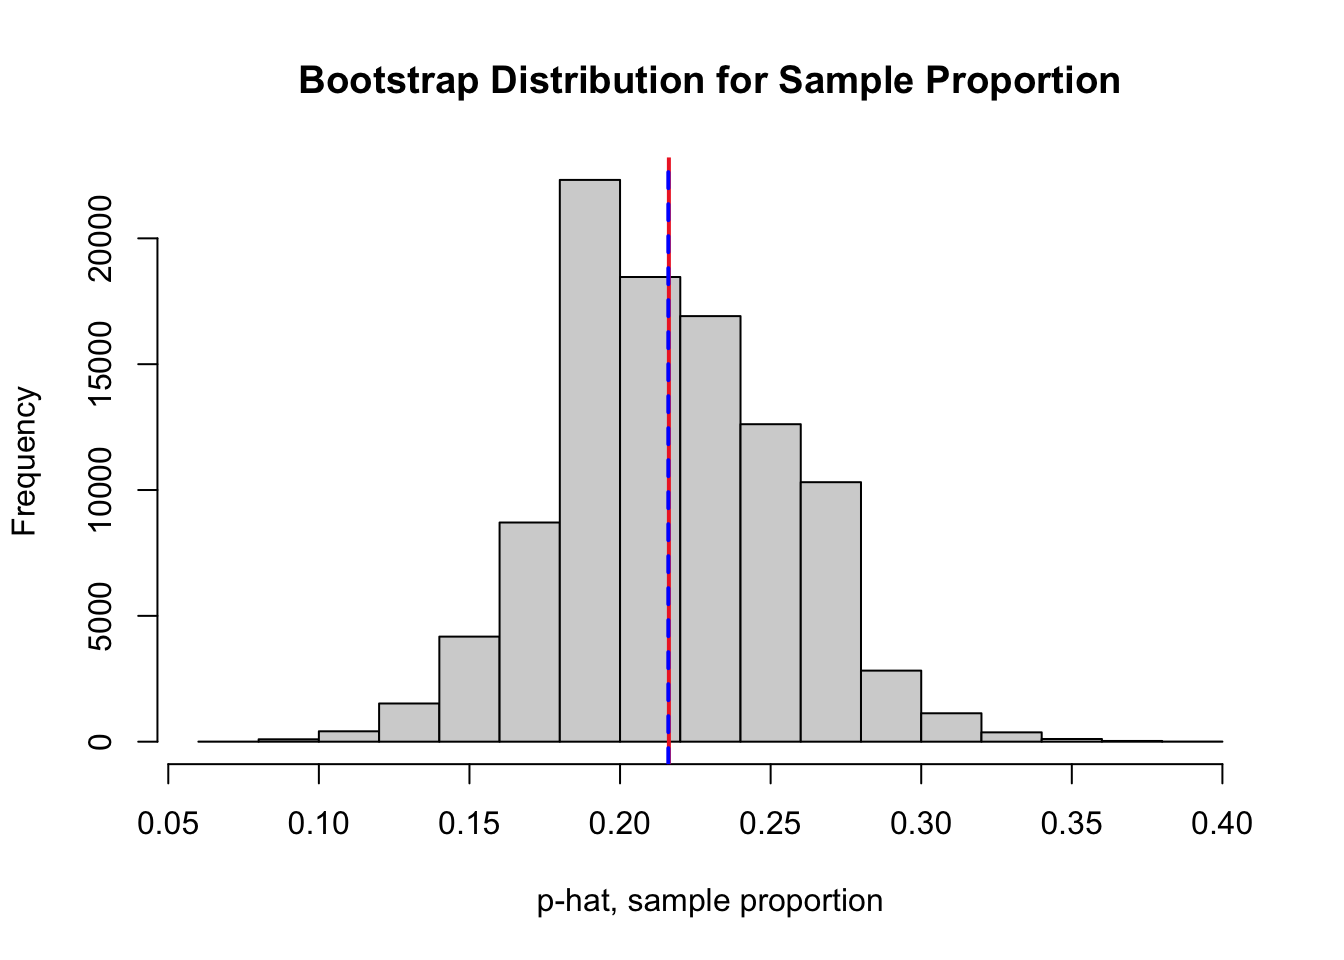 Bootstrap Distribution for Sample Proportion
Frequency
20000
15000
10000
5000
0
0.05 0.10 0.15 0.20 0.25 0.30 0.35 0.40
p-hat, sample proportion